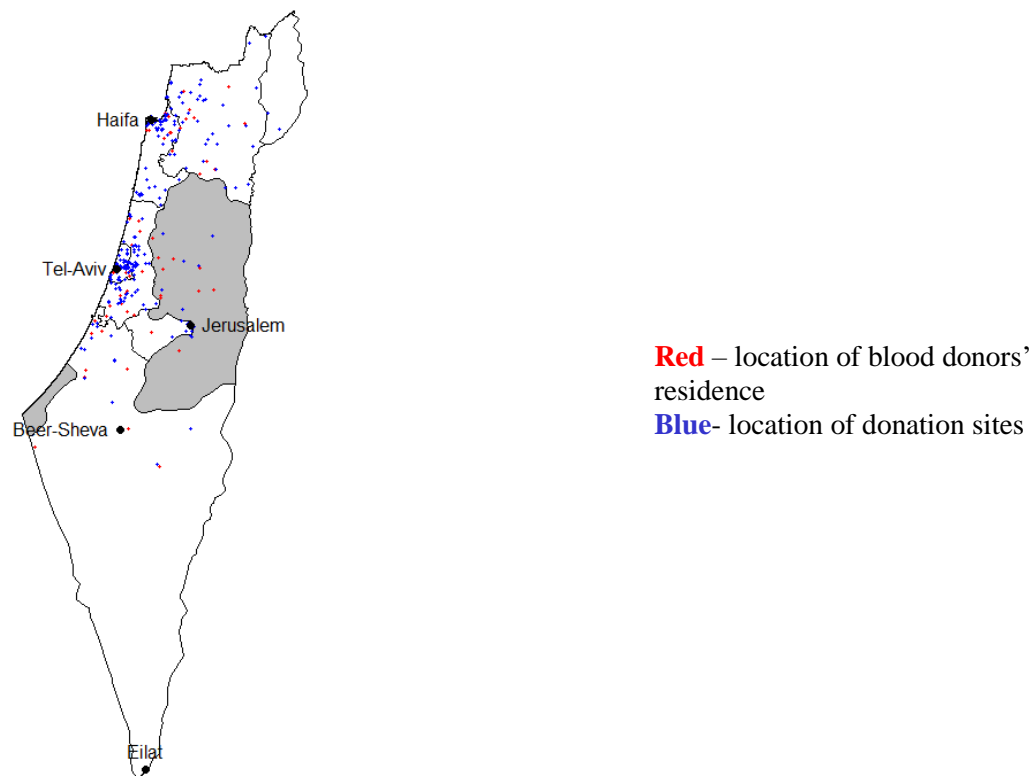 Haifa
Tel-Aviv
Jerusalem
Red – location of blood donors’
residence
Blue- location of donation sites
Beer-Sheva
Eilat